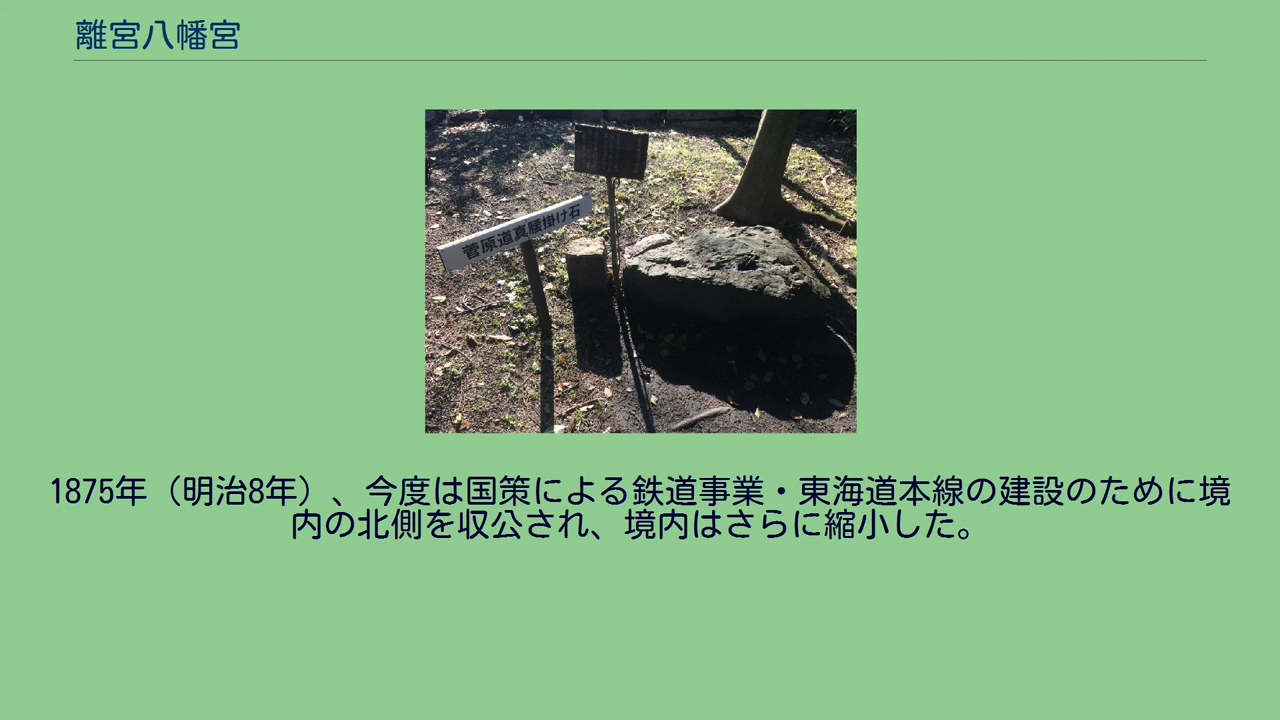 離宮八幡宮
菅原道真腰掛け石
1875年（明治8年）、今度は国策による鉄道事業・東海道本線の建設のために境
内の北側を収公され、境内はさらに縮小した。